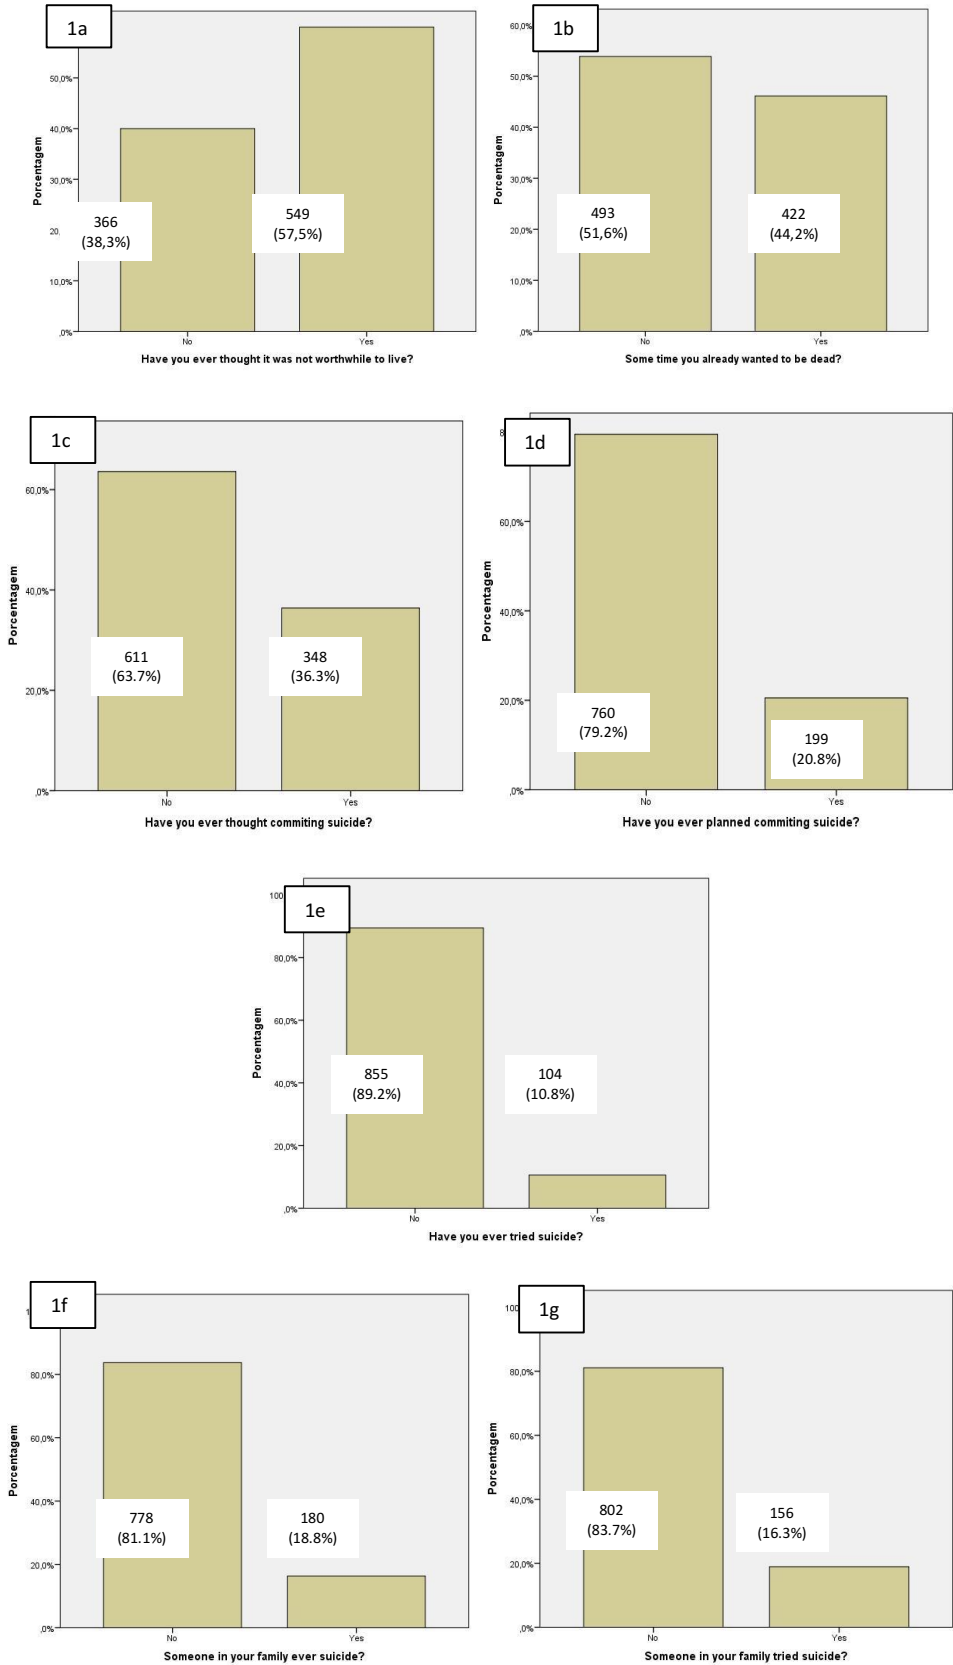 1a
Porcentagem
50,0%
40,0%
30,0%
20,
10,0%
,0%
366
(38,3%)
549
(57,5%)
No
Yes
Have you ever thought it was not worthwhile to live?
1b
Porcentagem
60,0%
50,0%
40,0%
30,0%
20,0%
10,0%
,0%
493
(51,6%)
422
(44,2%)
No
Yes
Some time you already wanted to be dead?
1c
Porcentagem
60,0%
40,0%
20,0%
,0%
611
(63.7%)
348
(36.3%)
No
Yes
Have you ever thought commiting suicide?
1d
Porcentagem
8
60,0%
40,0%
20,0%
,0%
760
(79.2%)
199
(20.8%)
No
Yes
Have you ever planned commiting suicide?
1e
Porcentagem
100
80,0%
60,0%
40,0%
20,0%
,0%
855
(89.2%)
104
(10.8%)
No
Yes
Have you ever tried suicide?
1f
Porcentagem
1
80,0%
60,0%
40,0%
20,0%
,0%
778
(81.1%)
180
(18.8%)
No
Yes
Someone in your family ever suicide?
1g
Porcentagem
100
80,0%
60,0%
40,0%
20,0%
,0%
802
(83.7%)
156
(16.3%)
No
Yes
Someone in your family tried suicide?